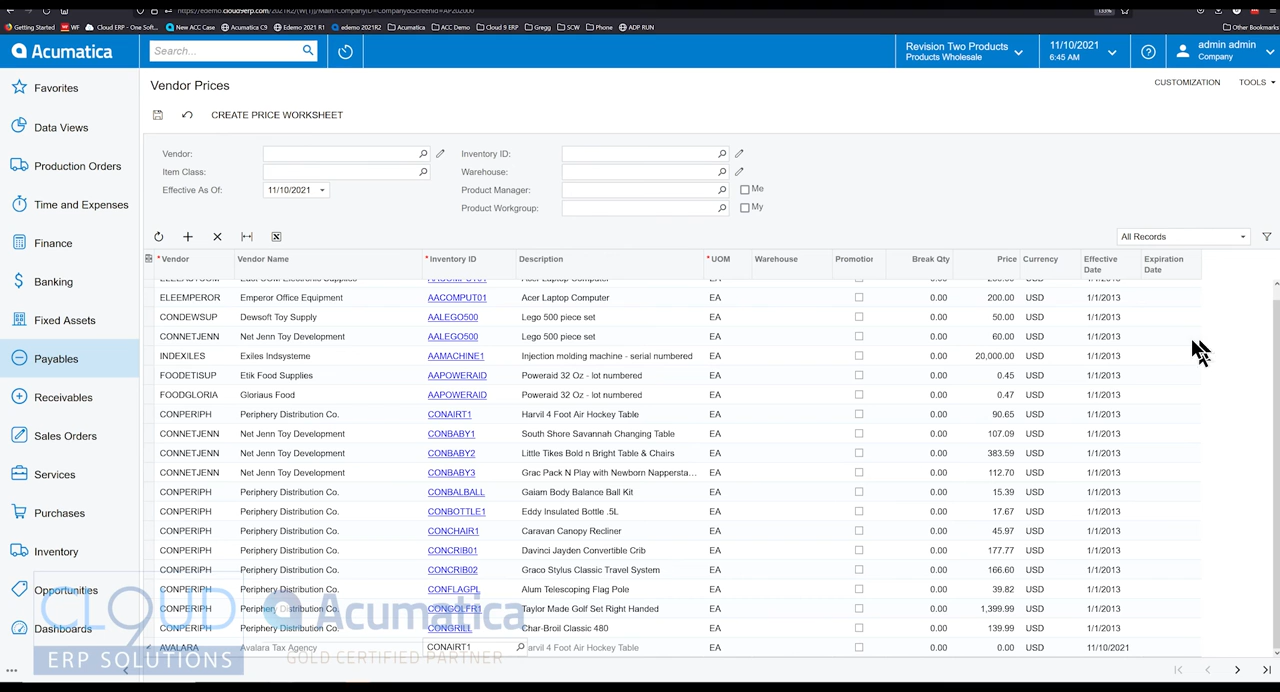 https://edemo.cloud9erp.com/2021R2/(W(1))/Main?CompanyID=Company&ScreenId=AP202000 133%
Getting Started WF Cloud ERP - One Soft... New ACC Case Acumatica C9 Edemo 2021 R1 edemo 2021R2 Acumatica ACC Demo Cloud 9 ERP Gregg SCW Phone ADP RUN Other Bookmarks
Acumatica Search... Revision Two Products Products Wholesale 11/10/2021 6:45 AM admin admin Company
Favorites
Data Views
Production Orders
Time and Expenses
Finance
Banking
Fixed Assets
Payables
Receivables
Sales Orders
Services
Purchases
Inventory
Opportunities
Dashboards
Vendor Prices CUSTOMIZATION TOOLS
CREATE PRICE WORKSHEET
Vendor: Inventory ID:
Item Class: Warehouse:
Effective As Of: 11/10/2021 Product Manager: Me
Product Workgroup: My
All Records
*Vendor Vendor Name *Inventory ID Description *UOM Warehouse Promotior Break Qty Price Currency Effective Date Expiration Date
ELEEMPEROR Emperor Office Equipment AACOMPUT01 Acer Laptop Computer EA 0.00 200.00 USD 1/1/2013
CONDEWSUP Dewsoft Toy Supply AALEGO500 Lego 500 piece set EA 0.00 50.00 USD 1/1/2013
CONNETJENN Net Jenn Toy Development AALEGO500 Lego 500 piece set EA 0.00 60.00 USD 1/1/2013
INDEXILES Exiles Indsysteme AAMACHINE1 Injection molding machine - serial numbered EA 0.00 20,000.00 USD 1/1/2013
FOODETISUP Etik Food Supplies AAPOWERAID Poweraid 32 Oz - lot numbered EA 0.00 0.45 USD 1/1/2013
FOODGLORIA Gloriaus Food AAPOWERAID Poweraid 32 Oz - lot numbered EA 0.00 0.47 USD 1/1/2013
CONPERIPH Periphery Distribution Co. CONAIRT1 Harvil 4 Foot Air Hockey Table EA 0.00 90.65 USD 1/1/2013
CONNETJENN Net Jenn Toy Development CONBABY1 South Shore Savannah Changing Table EA 0.00 107.09 USD 1/1/2013
CONNETJENN Net Jenn Toy Development CONBABY2 Little Tikes Bold n Bright Table & Chairs EA 0.00 383.59 USD 1/1/2013
CONNETJENN Net Jenn Toy Development CONBABY3 Grac Pack N Play with Newborn Nappersta... EA 0.00 112.70 USD 1/1/2013
CONPERIPH Periphery Distribution Co. CONBALBALL Gaiam Body Balance Ball Kit EA 0.00 15.39 USD 1/1/2013
CONPERIPH Periphery Distribution Co. CONBOTTLE1 Eddy Insulated Bottle .5L EA 0.00 17.67 USD 1/1/2013
CONPERIPH Periphery Distribution Co. CONCHAIR1 Caravan Canopy Recliner EA 0.00 45.97 USD 1/1/2013
CONPERIPH Periphery Distribution Co. CONCRIB01 Davinci Jayden Convertible Crib EA 0.00 177.77 USD 1/1/2013
CONPERIPH Periphery Distribution Co. CONCRIB02 Graco Stylus Classic Travel System EA 0.00 166.60 USD 1/1/2013
CONPERIPH Periphery Distribution Co. CONFLAGPL Alum Telescoping Flag Pole EA 0.00 39.82 USD 1/1/2013
CONPERIPH Periphery Distribution Co. CONGOLFR1 Taylor Made Golf Set Right Handed EA 0.00 1,399.99 USD 1/1/2013
CONPERIPH Periphery Distribution Co. CONGRILL Char-Broil Classic 480 EA 0.00 139.99 USD 1/1/2013
AVALARA Avalara Tax Agency CONAIRT1 arvil 4 Foot Air Hockey Table EA 0.00 0.00 USD 11/10/2021
CLOUD 9
ERP SOLUTIONS
Acumatica
GOLD CERTIFIED PARTNER